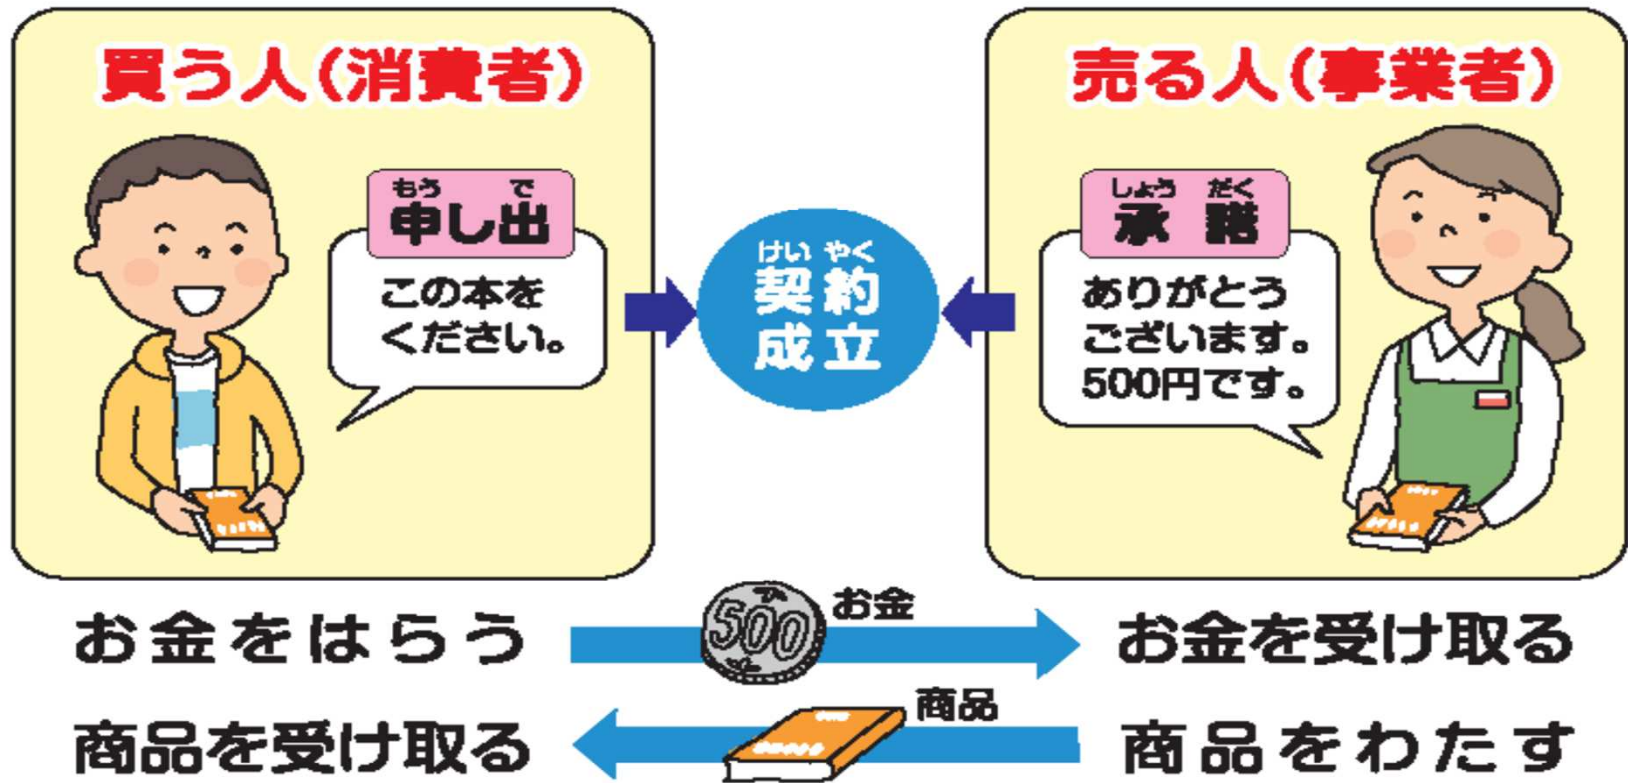 買う人(消費者)
もう で
申し出
この本を
ください。
けい やく
契約
成立
売る人(事業者)
しょう だく
承諾
ありがとう
ございます。
500円です。
お金をはらう
500
お金
お金を受け取る
商品を受け取る
商品
商品をわたす